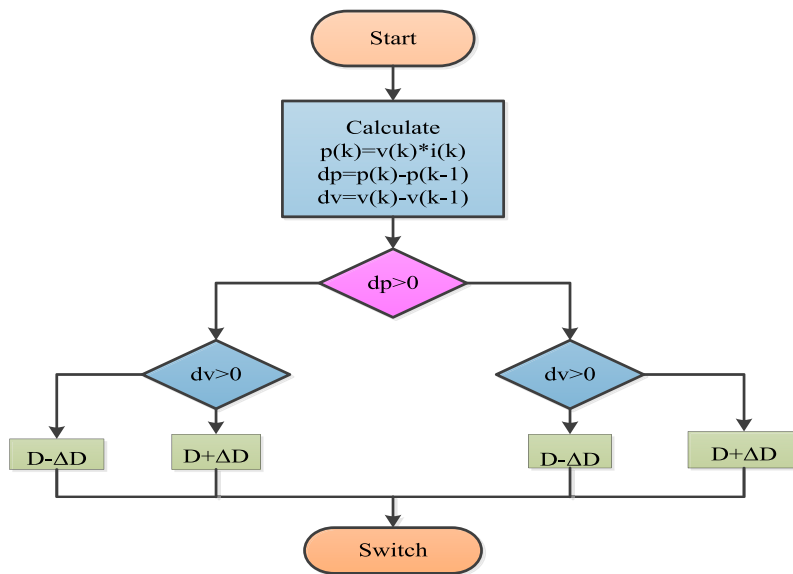 Start
Calculate
p(k)=v(k)*i(k)
dp=p(k)-p(k-1)
dv=v(k)-v(k-1)
dp>0
dv>0
dv>0
D-ΔD
D+ΔD
D-ΔD
D+ΔD
Switch